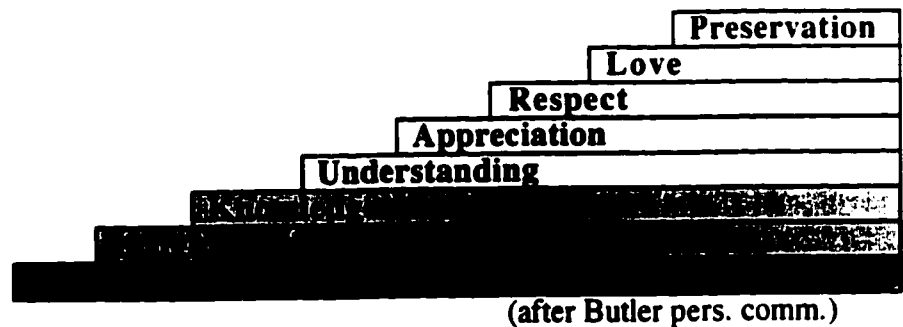 Preservation
Love
Respect
Appreciation
Understanding
(after Butler pers. comm.)